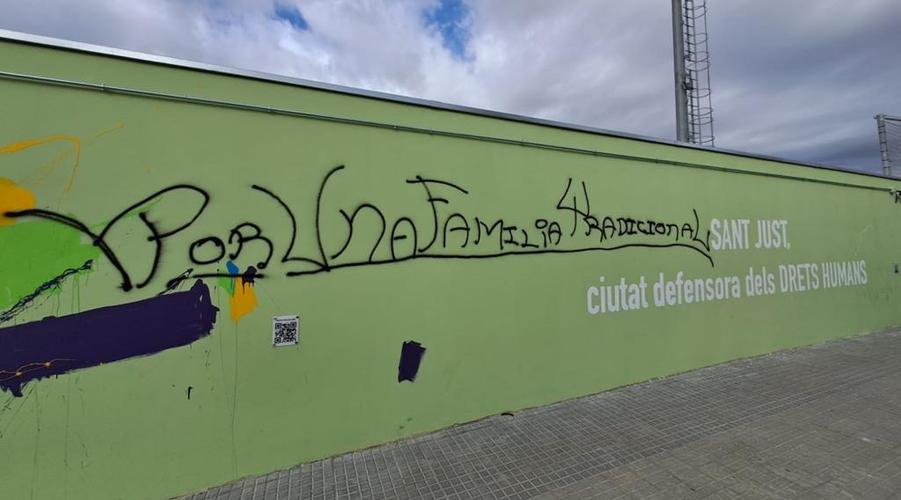 POR UNA FAMILIA TRADICIONAL
SANT JUST,
ciutat defensora dels DRETS HUMANS